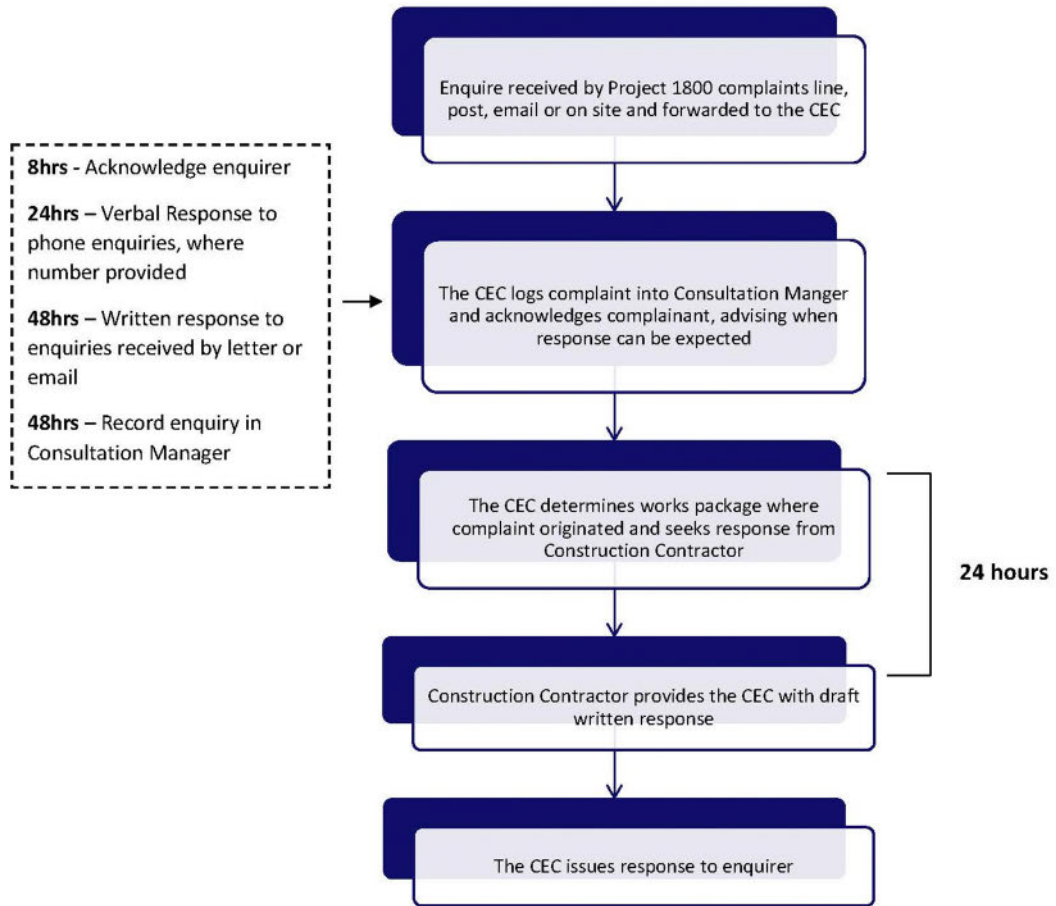 Enquire received by Project 1800 complaints line,
post, email or on site and forwarded to the CEC
8hrs - Acknowledge enquirer
24hrs – Verbal Response to
phone enquiries, where
number provided
48hrs – Written response to
enquiries received by letter or
email
48hrs – Record enquiry in
Consultation Manager
The CEC logs complaint into Consultation Manger
and acknowledges complainant, advising when
response can be expected
The CEC determines works package where
complaint originated and seeks response from
Construction Contractor
24 hours
Construction Contractor provides the CEC with draft
written response
The CEC issues response to enquirer